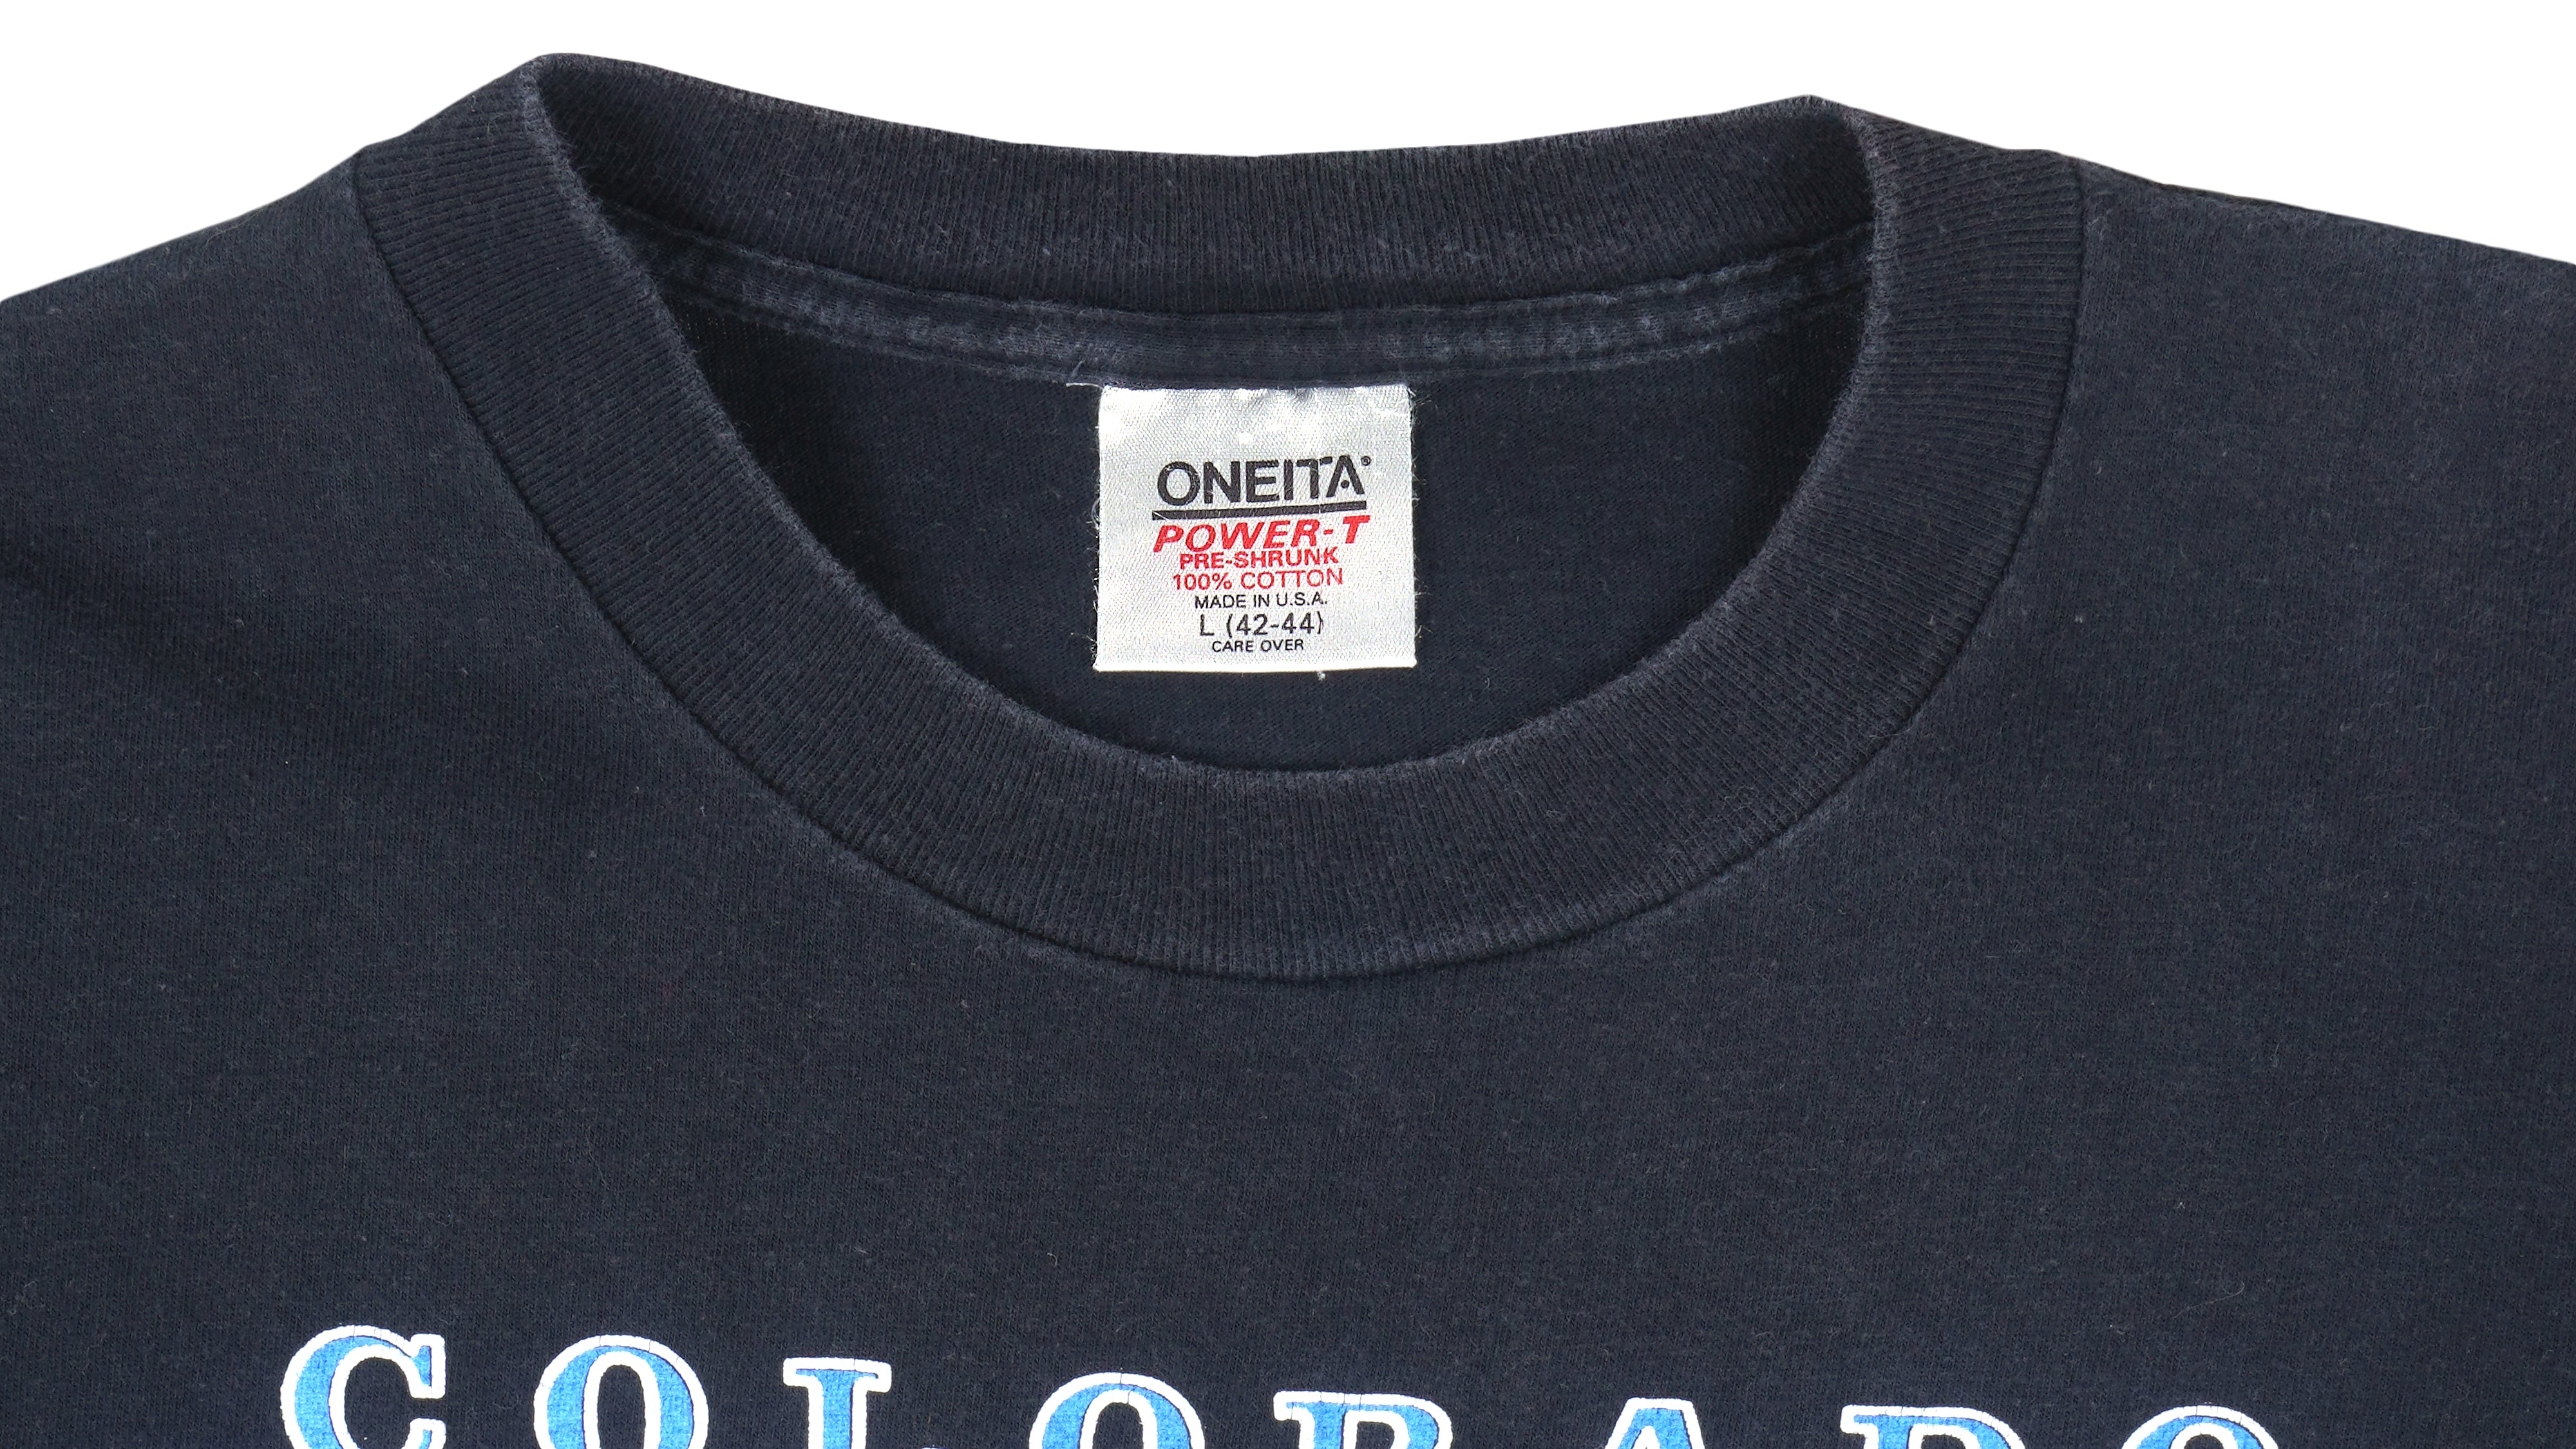 ONEITA®
POWER-T
PRE-SHRUNK
100% COTTON
MADE IN U.S.A.
L (42-44)
CARE OVER
COLORADO